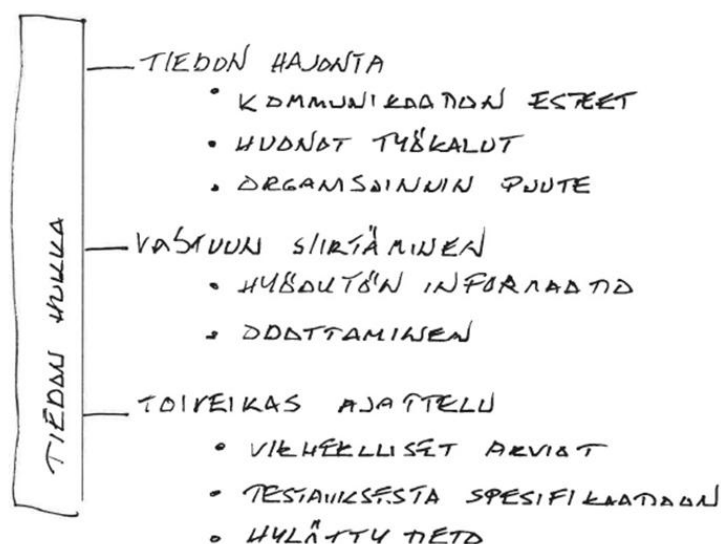 TIEDON HUKKA
TIEDON HAJONTA
• KOMMUNIKAATION ESTEET
• HUONOT TYÖKALUT
• ORGANISOINNIN PUUTE
VASTUUN SIIRTÄMINEN
• HYÖDYTÖN INFORMAATIO
• ODOTTAMINEN
TOIVEIKAS AJATTELU
• VIRHEELLISET ARVIOT
• TESTAUKSESTA SPESIFIKAATIOON
• HYLÄTTY TIETO